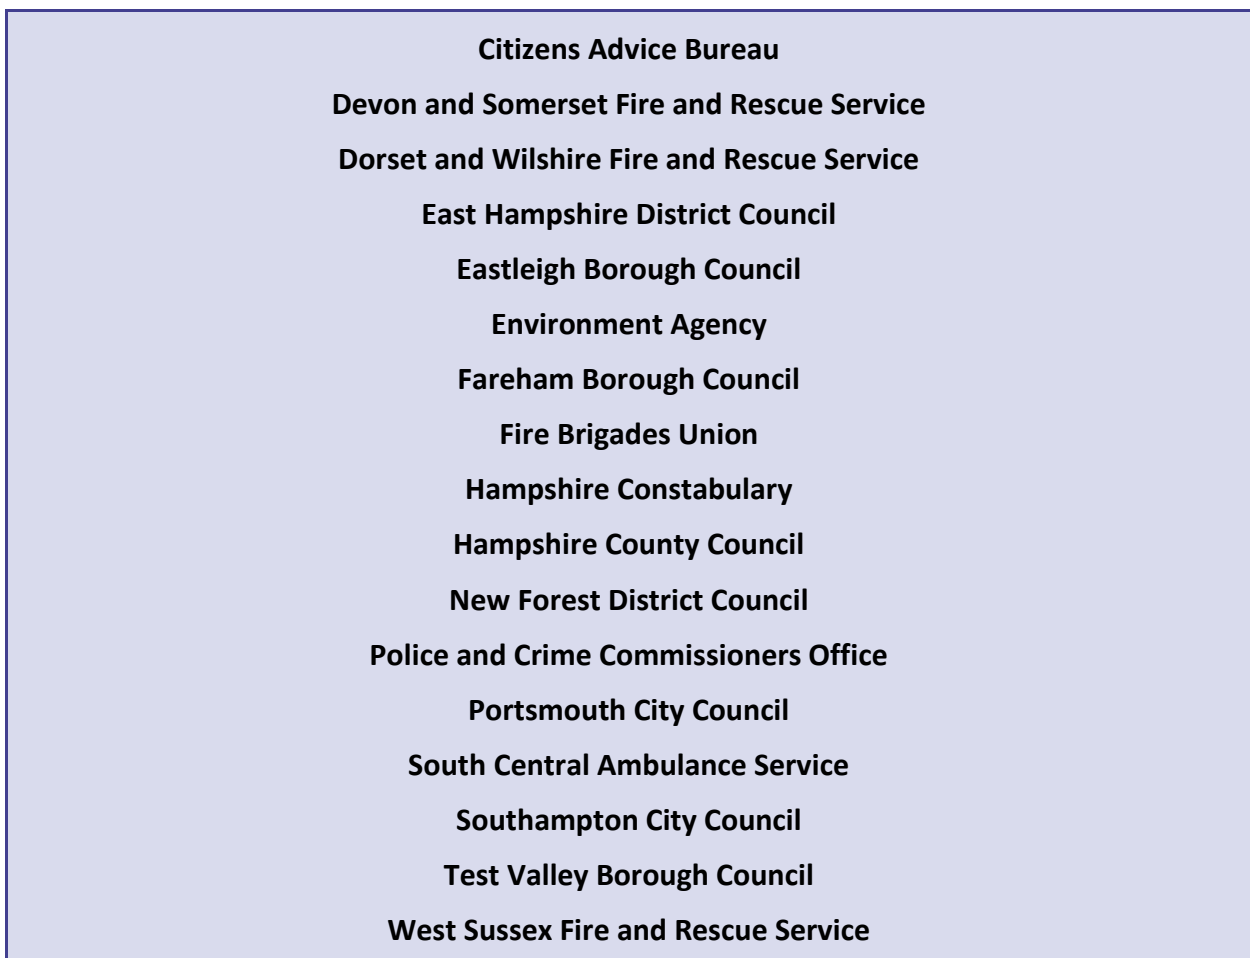 Citizens Advice Bureau
Devon and Somerset Fire and Rescue Service
Dorset and Wilshire Fire and Rescue Service
East Hampshire District Council
Eastleigh Borough Council
Environment Agency
Fareham Borough Council
Fire Brigades Union
Hampshire Constabulary
Hampshire County Council
New Forest District Council
Police and Crime Commissioners Office
Portsmouth City Council
South Central Ambulance Service
Southampton City Council
Test Valley Borough Council
West Sussex Fire and Rescue Service